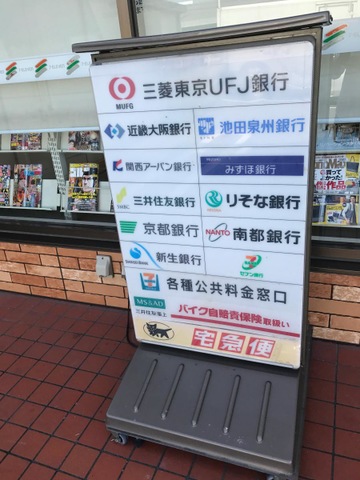 MUFG 三菱東京UFJ銀行
近畿大阪銀行 池田泉州銀行
関西アーバン銀行 みずほ銀行
SMBC 三井住友銀行 りそな銀行
京都銀行 NANTO 南都銀行
新生銀行 セブン銀行
各種公共料金窓口
MS&AD 三井住友海上 バイク自賠責保険取扱い
宅急便